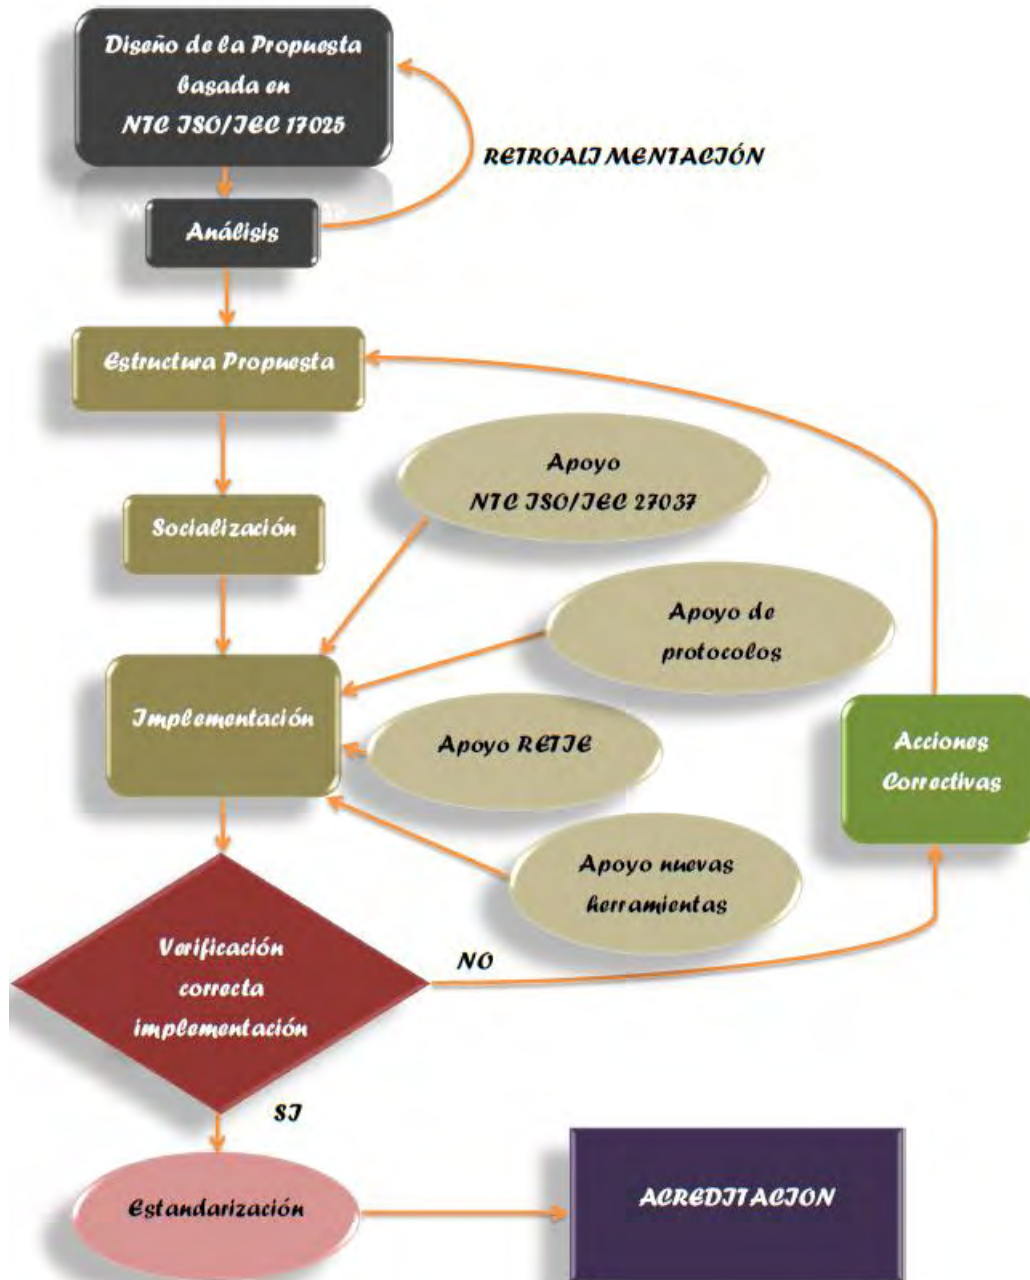 Diseño de la Propuesta
basada en
NTC ISO/IEC 17025
RETROALIMENTACIÓN
Análisis
Estructura Propuesta
Apoyo
NTC ISO/IEC 27037
Socialización
Apoyo de
protocolos
Implementación
Apoyo RETIE
Acciones
Correctivas
Apoyo nuevas
herramientas
Verificación
correcta
implementación
NO
SI
Estandarización
ACREDITACION